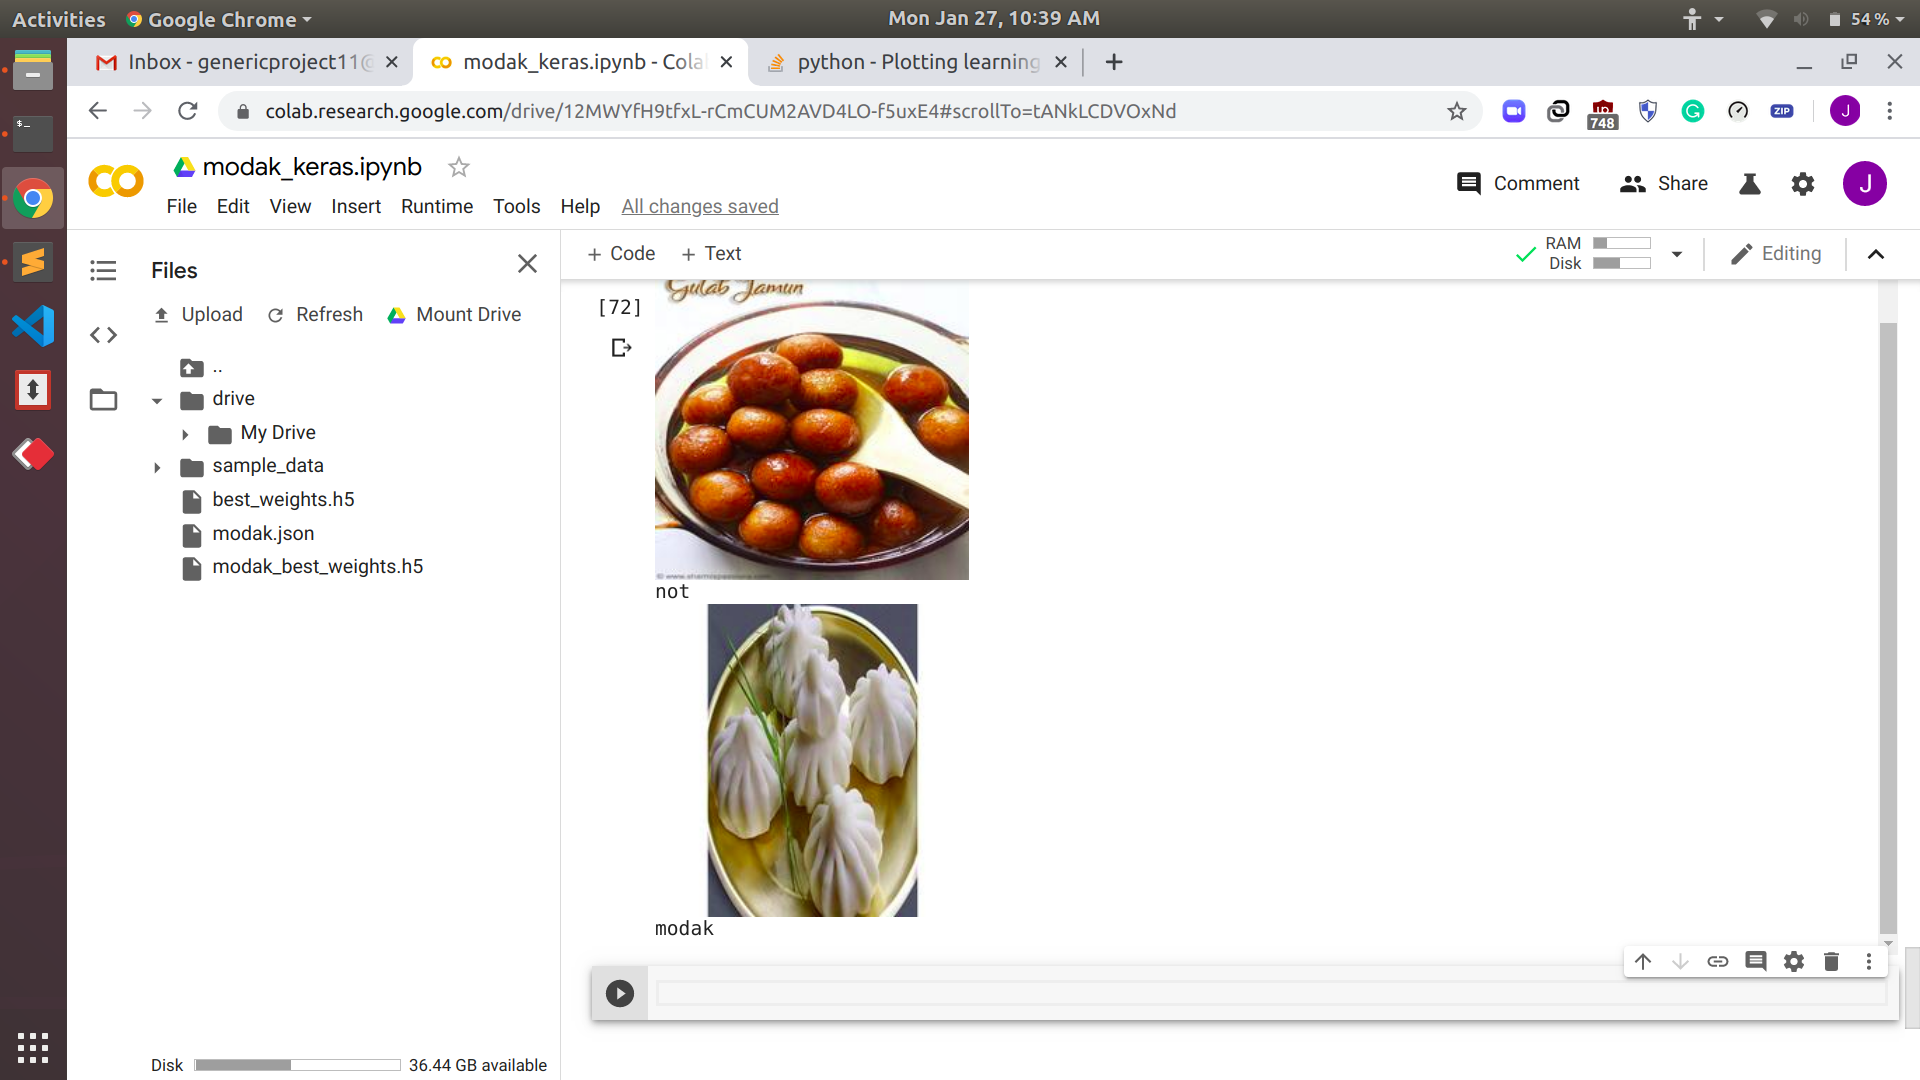 Activities
Google Chrome
Mon Jan 27, 10:39 AM
54 %
Inbox - genericproject11@
modak_keras.ipynb - Cola
python - Plotting learning
colab.research.google.com/drive/12MWYfH9tfxL-rCmCUM2AVD4LO-f5uxE4#scrollTo=tANkLCDVOxNd
748
ZIP
J
modak_keras.ipynb
Comment
Share
J
File Edit View Insert Runtime Tools Help All changes saved
Files
+ Code + Text
RAM
Disk
Editing
Upload Refresh Mount Drive
..
drive
My Drive
sample_data
best_weights.h5
modak.json
modak_best_weights.h5
[72]
Gulab Jamun
not
modak
Disk 36.44 GB available